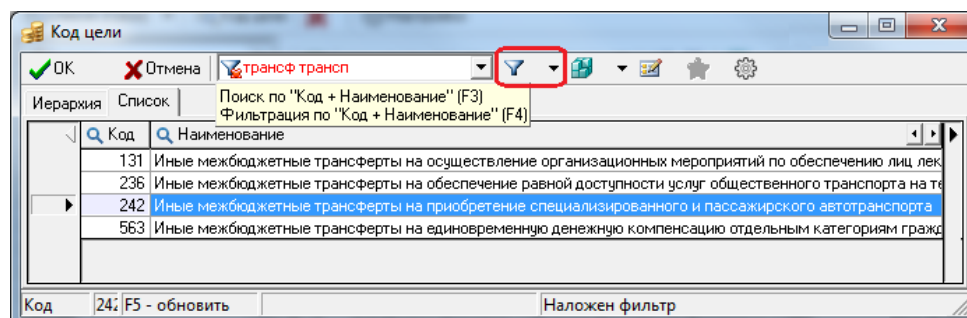 Код цели
OK Отмена трансф трансп
Иерархия Список
Поиск по "Код + Наименование" (F3)
Фильтрация по "Код + Наименование" (F4)
Код Наименование
131 Иные межбюджетные трансферты на осуществление организационных мероприятий по обеспечению лиц лек
236 Иные межбюджетные трансферты на обеспечение равной доступности услуг общественного транспорта на те
242 Иные межбюджетные трансферты на приобретение специализированного и пассажирского автотранспорта
563 Иные межбюджетные трансферты на единовременную денежную компенсацию отдельным категориям гражд
Код 242 F5 - обновить Наложен фильтр